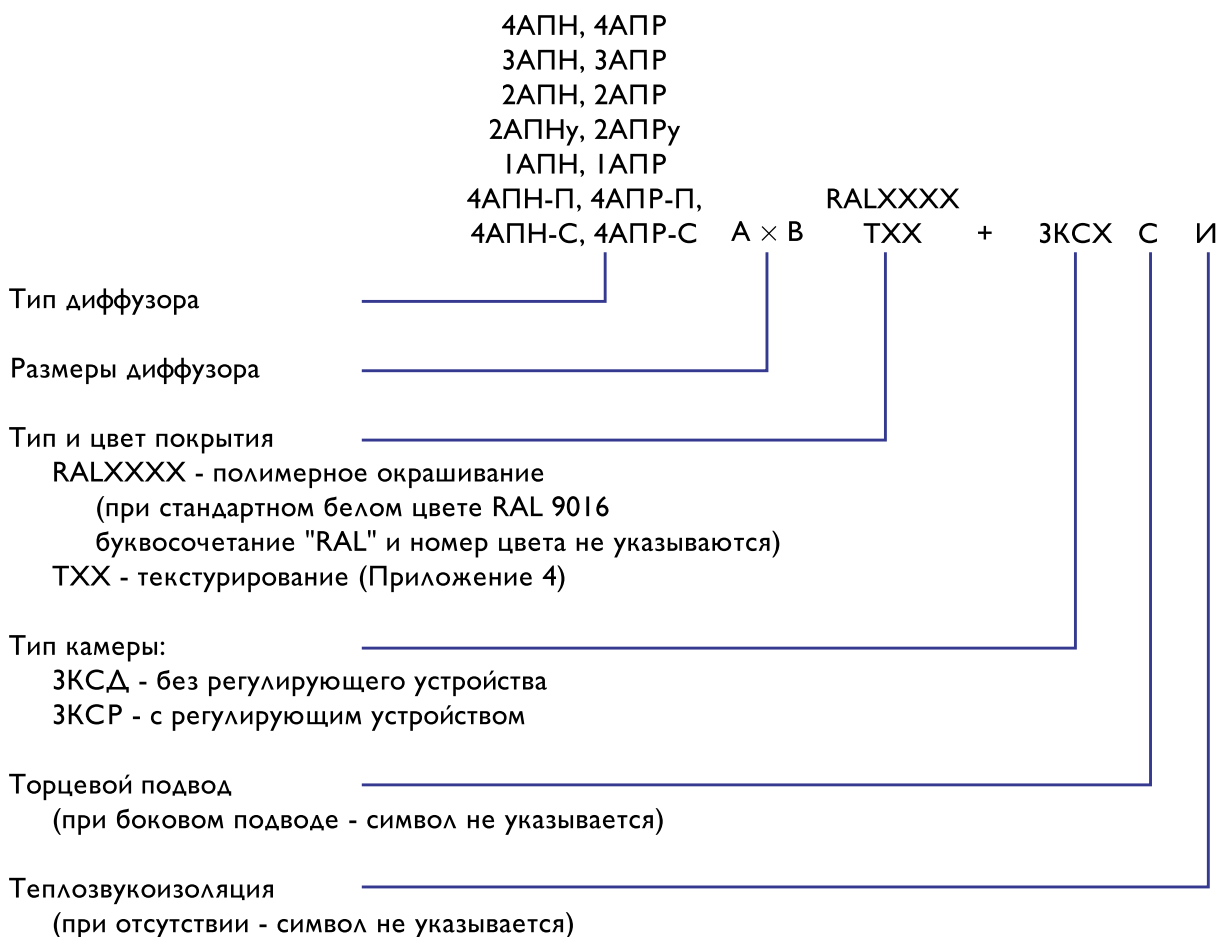 4АПН, 4АПР
3АПН, 3АПР
2АПН, 2АПР
2АПНу, 2АПРу
1АПН, 1АПР
4АПН-П, 4АПР-П, RALXXXX
4АПН-С, 4АПР-С А × В ТХХ + 3КСХ С И
Тип диффузора
Размеры диффузора
Тип и цвет покрытия
RALXXXX - полимерное окрашивание
(при стандартном белом цвете RAL 9016
буквосочетание "RAL" и номер цвета не указываются)
ТХХ - текстурирование (Приложение 4)
Тип камеры:
3КСД - без регулирующего устройства
3КСР - с регулирующим устройством
Торцевой подвод
(при боковом подводе - символ не указывается)
Теплозвукоизоляция
(при отсутствии - символ не указывается)